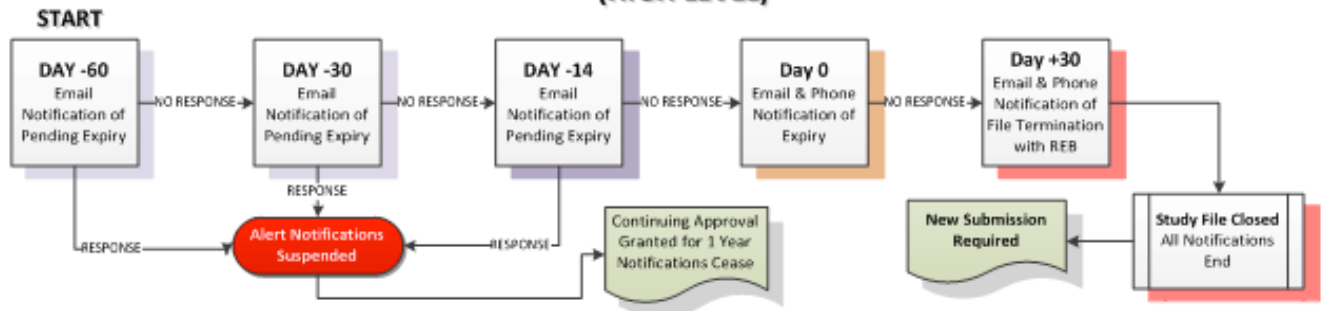 START
DAY -60
Email
Notification of
Pending Expiry
NO RESPONSE
DAY -30
Email
Notification of
Pending Expiry
NO RESPONSE
DAY -14
Email
Notification of
Pending Expiry
NO RESPONSE
Day 0
Email & Phone
Notification of
Expiry
NO RESPONSE
Day +30
Email & Phone
Notification of
File Termination
with REB
RESPONSE
RESPONSE
RESPONSE
Alert Notifications
Suspended
Continuing Approval
Granted for 1 Year
Notifications Cease
New Submission
Required
Study File Closed
All Notifications
End